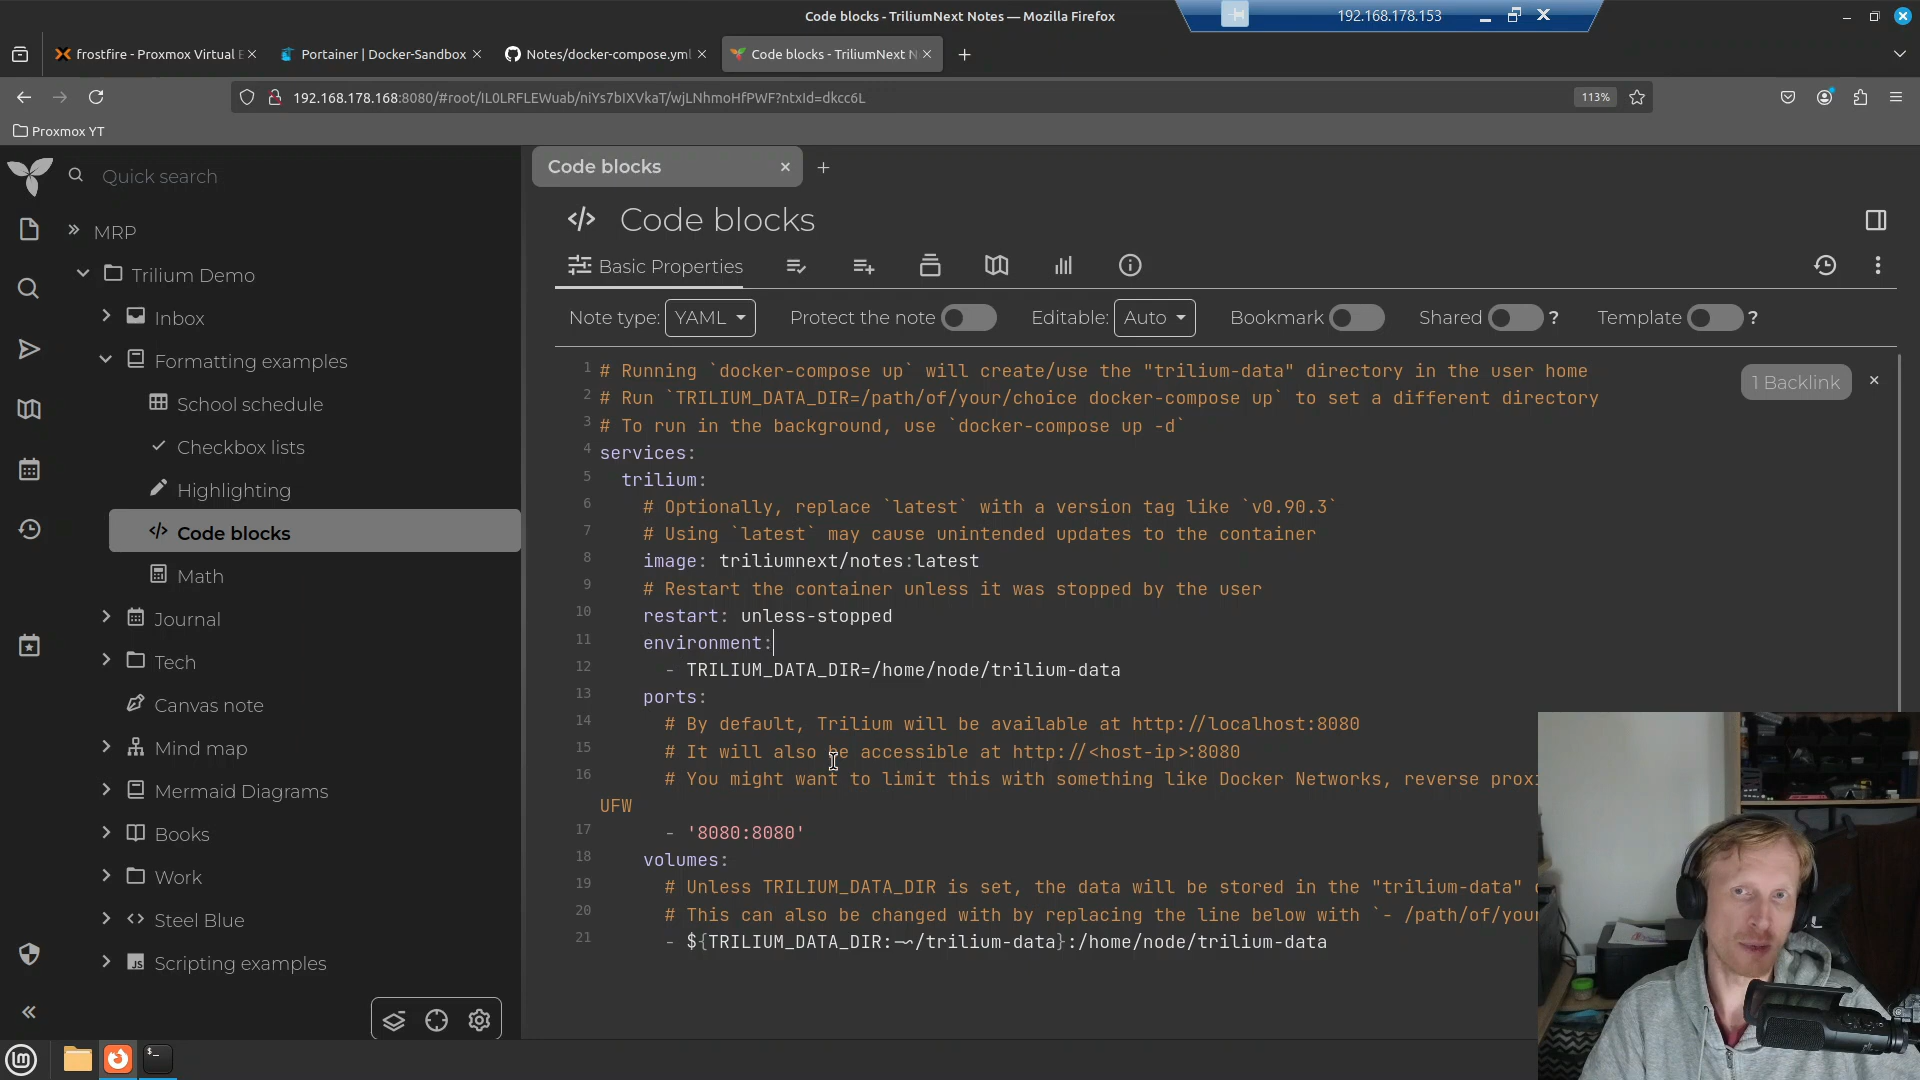 Code blocks - TriliumNext Notes — Mozilla Firefox
192.168.178.153
frostfire - Proxmox Virtual E
Portainer | Docker-Sandbox
Notes/docker-compose.yml
Code blocks - TriliumNext N
192.168.178.168:8080/#root/IL0LRFLEWuab/niYs7bIXVkaT/wjLNhmoHfPWF?ntxId=dkcc6L
113%
Proxmox YT
Quick search
MRP
Trilium Demo
Inbox
Formatting examples
School schedule
Checkbox lists
Highlighting
Code blocks
Math
Journal
Tech
Canvas note
Mind map
Mermaid Diagrams
Books
Work
Steel Blue
JS
Scripting examples
Code blocks
Code blocks
Basic Properties
Note type: YAML Protect the note Editable: Auto Bookmark Shared ? Template ?
1 Backlink
1 # Running `docker-compose up` will create/use the "trilium-data" directory in the user home
2 # Run `TRILIUM_DATA_DIR=/path/of/your/choice docker-compose up` to set a different directory
3 # To run in the background, use `docker-compose up -d`
4 services:
5 trilium:
6 # Optionally, replace `latest` with a version tag like `v0.90.3`
7 # Using `latest` may cause unintended updates to the container
8 image: triliumnext/notes:latest
9 # Restart the container unless it was stopped by the user
10 restart: unless-stopped
11 environment:
12 - TRILIUM_DATA_DIR=/home/node/trilium-data
13 ports:
14 # By default, Trilium will be available at http://localhost:8080
15 # It will also be accessible at http://<host-ip>:8080
16 # You might want to limit this with something like Docker Networks, reverse proxi
UFW
17 - '8080:8080'
18 volumes:
19 # Unless TRILIUM_DATA_DIR is set, the data will be stored in the "trilium-data" d
20 # This can also be changed with by replacing the line below with `- /path/of/your
21 - ${TRILIUM_DATA_DIR:-~/trilium-data}:/home/node/trilium-data